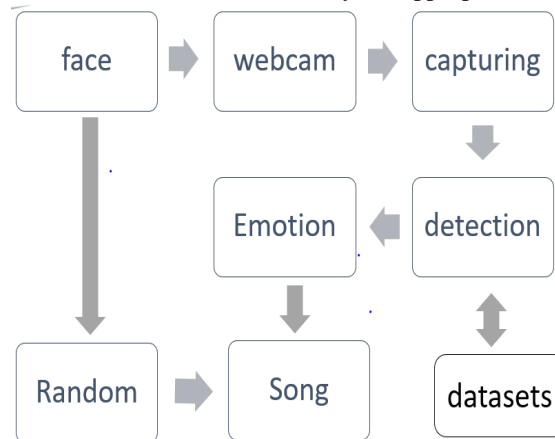 face
webcam
capturing
Emotion
detection
Random
Song
datasets